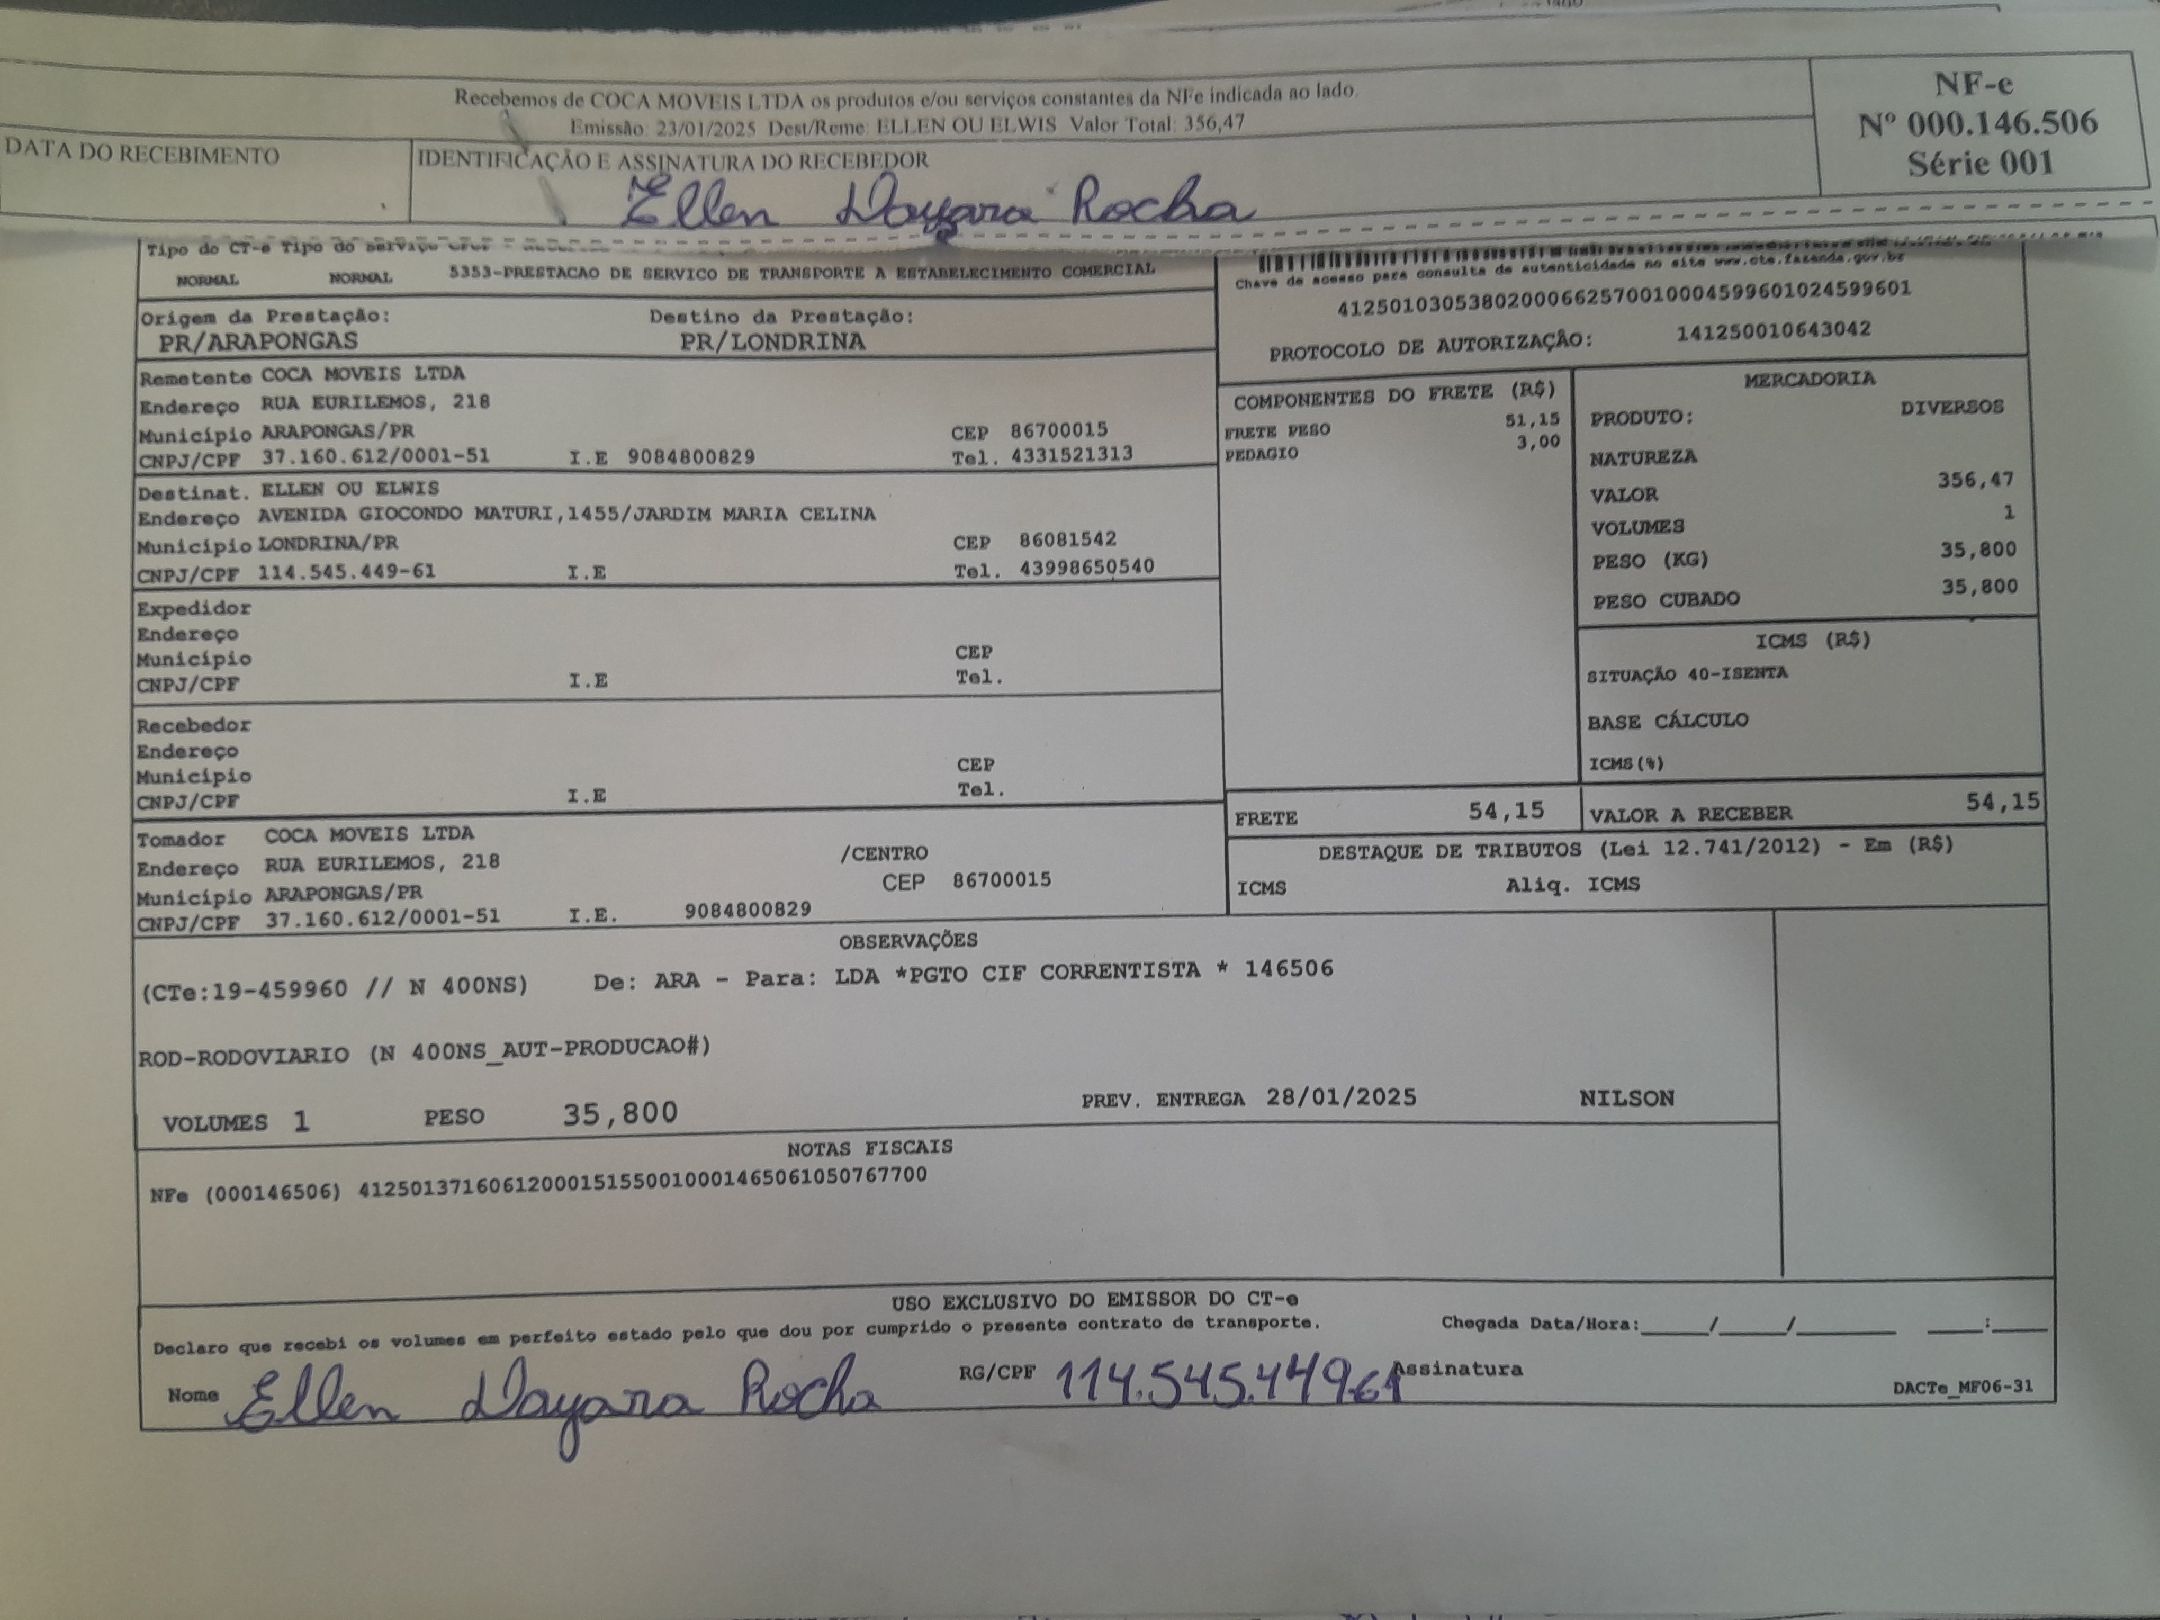 Recebemos de COCA MOVEIS LTDA os produtos e/ou serviços constantes da NFe indicada ao lado.
Emissão: 23/01/2025 Dest/Reme: ELLEN OU ELWIS Valor Total: 356,47
NF-e
Nº 000.146.506
Série 001
DATA DO RECEBIMENTO
IDENTIFICAÇÃO E ASSINATURA DO RECEBEDOR
Ellen Dayara Rocha
Tipo do CT-e Tipo do Serviço
NORMAL NORMAL 5353-PRESTACAO DE SERVICO DE TRANSPORTE A ESTABELECIMENTO COMERCIAL
Chave de acesso para consulta de autenticidade no site www.cte.fazenda.gov.br
41250103053802000662570010004599601024599601
PROTOCOLO DE AUTORIZAÇÃO: 141250010643042
Origem da Prestação: Destino da Prestação:
PR/ARAPONGAS PR/LONDRINA
Remetente COCA MOVEIS LTDA
Endereço RUA EURILEMOS, 218
Município ARAPONGAS/PR CEP 86700015
CNPJ/CPF 37.160.612/0001-51 I.E 9084800829 Tel. 4331521313
Destinat. ELLEN OU ELWIS
Endereço AVENIDA GIOCONDO MATURI,1455/JARDIM MARIA CELINA
Município LONDRINA/PR CEP 86081542
CNPJ/CPF 114.545.449-61 I.E Tel. 43998650540
Expedidor
Endereço
Município CEP
CNPJ/CPF I.E Tel.
Recebedor
Endereço
Município CEP
CNPJ/CPF I.E Tel.
Tomador COCA MOVEIS LTDA
Endereço RUA EURILEMOS, 218 /CENTRO
Município ARAPONGAS/PR CEP 86700015
CNPJ/CPF 37.160.612/0001-51 I.E. 9084800829
COMPONENTES DO FRETE (R$)
FRETE PESO 51,15
PEDAGIO 3,00
MERCADORIA
PRODUTO: DIVERSOS
NATUREZA
VALOR 356,47
VOLUMES 1
PESO (KG) 35,800
PESO CUBADO 35,800
ICMS (R$)
SITUAÇÃO 40-ISENTA
BASE CÁLCULO
ICMS(%)
FRETE 54,15 VALOR A RECEBER 54,15
DESTAQUE DE TRIBUTOS (Lei 12.741/2012) - Em (R$)
ICMS Aliq. ICMS
OBSERVAÇÕES
(CTe:19-459960 // N 400NS) De: ARA - Para: LDA *PGTO CIF CORRENTISTA * 146506
ROD-RODOVIARIO (N 400NS_AUT-PRODUCAO#)
VOLUMES 1 PESO 35,800 PREV. ENTREGA 28/01/2025 NILSON
NOTAS FISCAIS
NFe (000146506) 41250137160612000151550010001465061050767700
USO EXCLUSIVO DO EMISSOR DO CT-e
Declaro que recebi os volumes em perfeito estado pelo que dou por cumprido o presente contrato de transporte. Chegada Data/Hora:_____/_____/_______ ____:____
Nome Ellen Dayara Rocha RG/CPF 114.545.449-61 Assinatura
DACTe_MF06-31